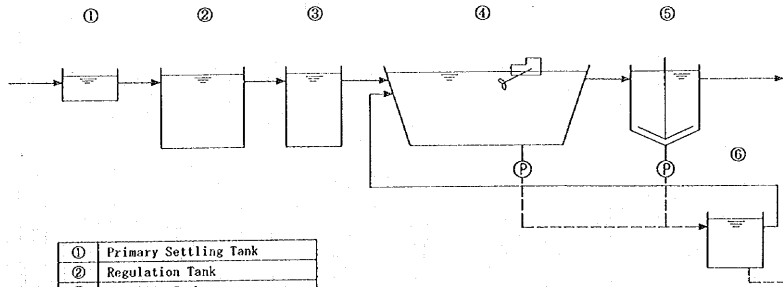 ① ② ③ ④ ⑤
⑥
P P
① Primary Settling Tank
② Regulation Tank